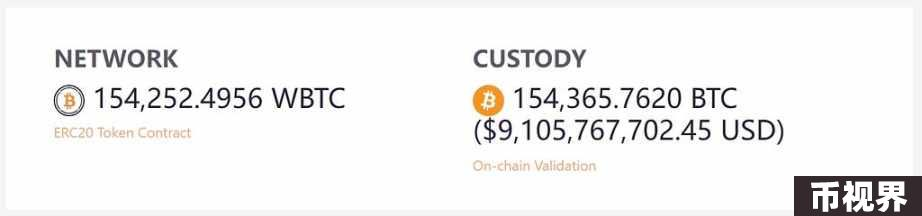 NETWORK
154,252.4956 WBTC
ERC20 Token Contract
CUSTODY
154,365.7620 BTC
($9,105,767,702.45 USD)
On-chain Validation
币视界